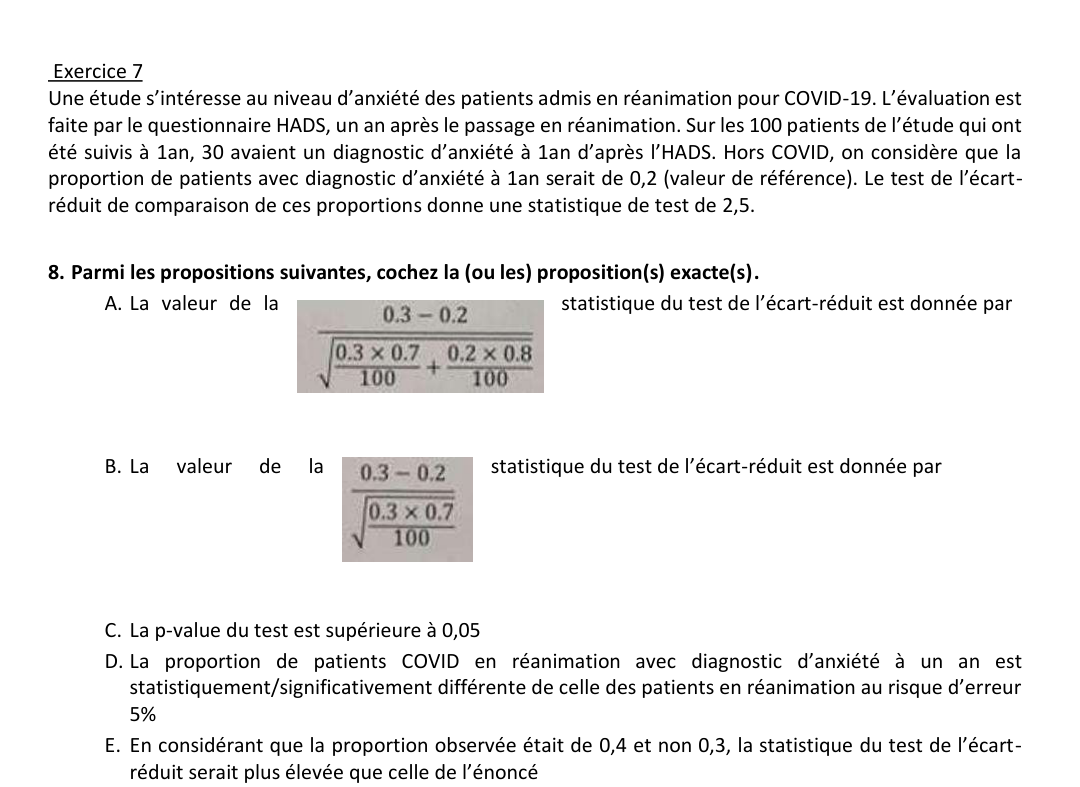 Exercice 7
Une étude s’intéresse au niveau d’anxiété des patients admis en réanimation pour COVID-19. L’évaluation est
faite par le questionnaire HADS, un an après le passage en réanimation. Sur les 100 patients de l’étude qui ont
été suivis à 1an, 30 avaient un diagnostic d’anxiété à 1an d’après l’HADS. Hors COVID, on considère que la
proportion de patients avec diagnostic d’anxiété à 1an serait de 0,2 (valeur de référence). Le test de l’écart-
réduit de comparaison de ces proportions donne une statistique de test de 2,5.
8. Parmi les propositions suivantes, cochez la (ou les) proposition(s) exacte(s).
A. La valeur de la statistique du test de l’écart-réduit est donnée par
0.3 − 0.2
√ 0.3 × 0.7 + 0.2 × 0.8
100 100
B. La valeur de la statistique du test de l’écart-réduit est donnée par
0.3 − 0.2
√ 0.3 × 0.7
100
C. La p-value du test est supérieure à 0,05
D. La proportion de patients COVID en réanimation avec diagnostic d’anxiété à un an est
statistiquement/significativement différente de celle des patients en réanimation au risque d’erreur
5%
E. En considérant que la proportion observée était de 0,4 et non 0,3, la statistique du test de l’écart-
réduit serait plus élevée que celle de l’énoncé